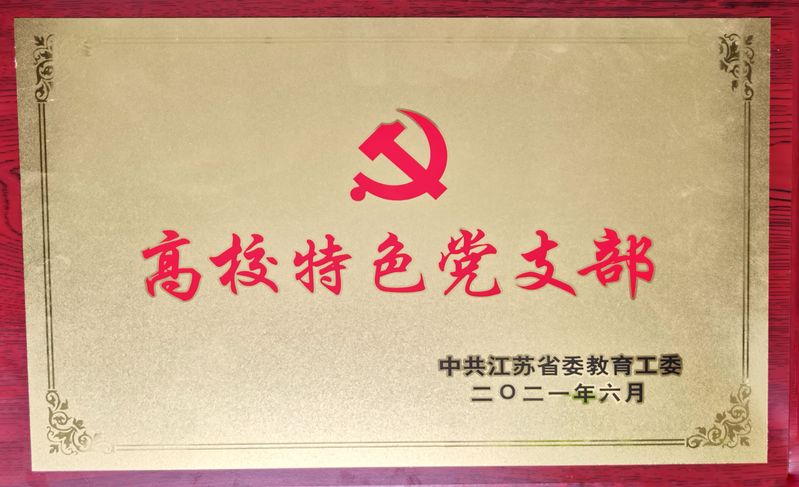 高校特色党支部
中共江苏省委教育工委
二〇二一年六月